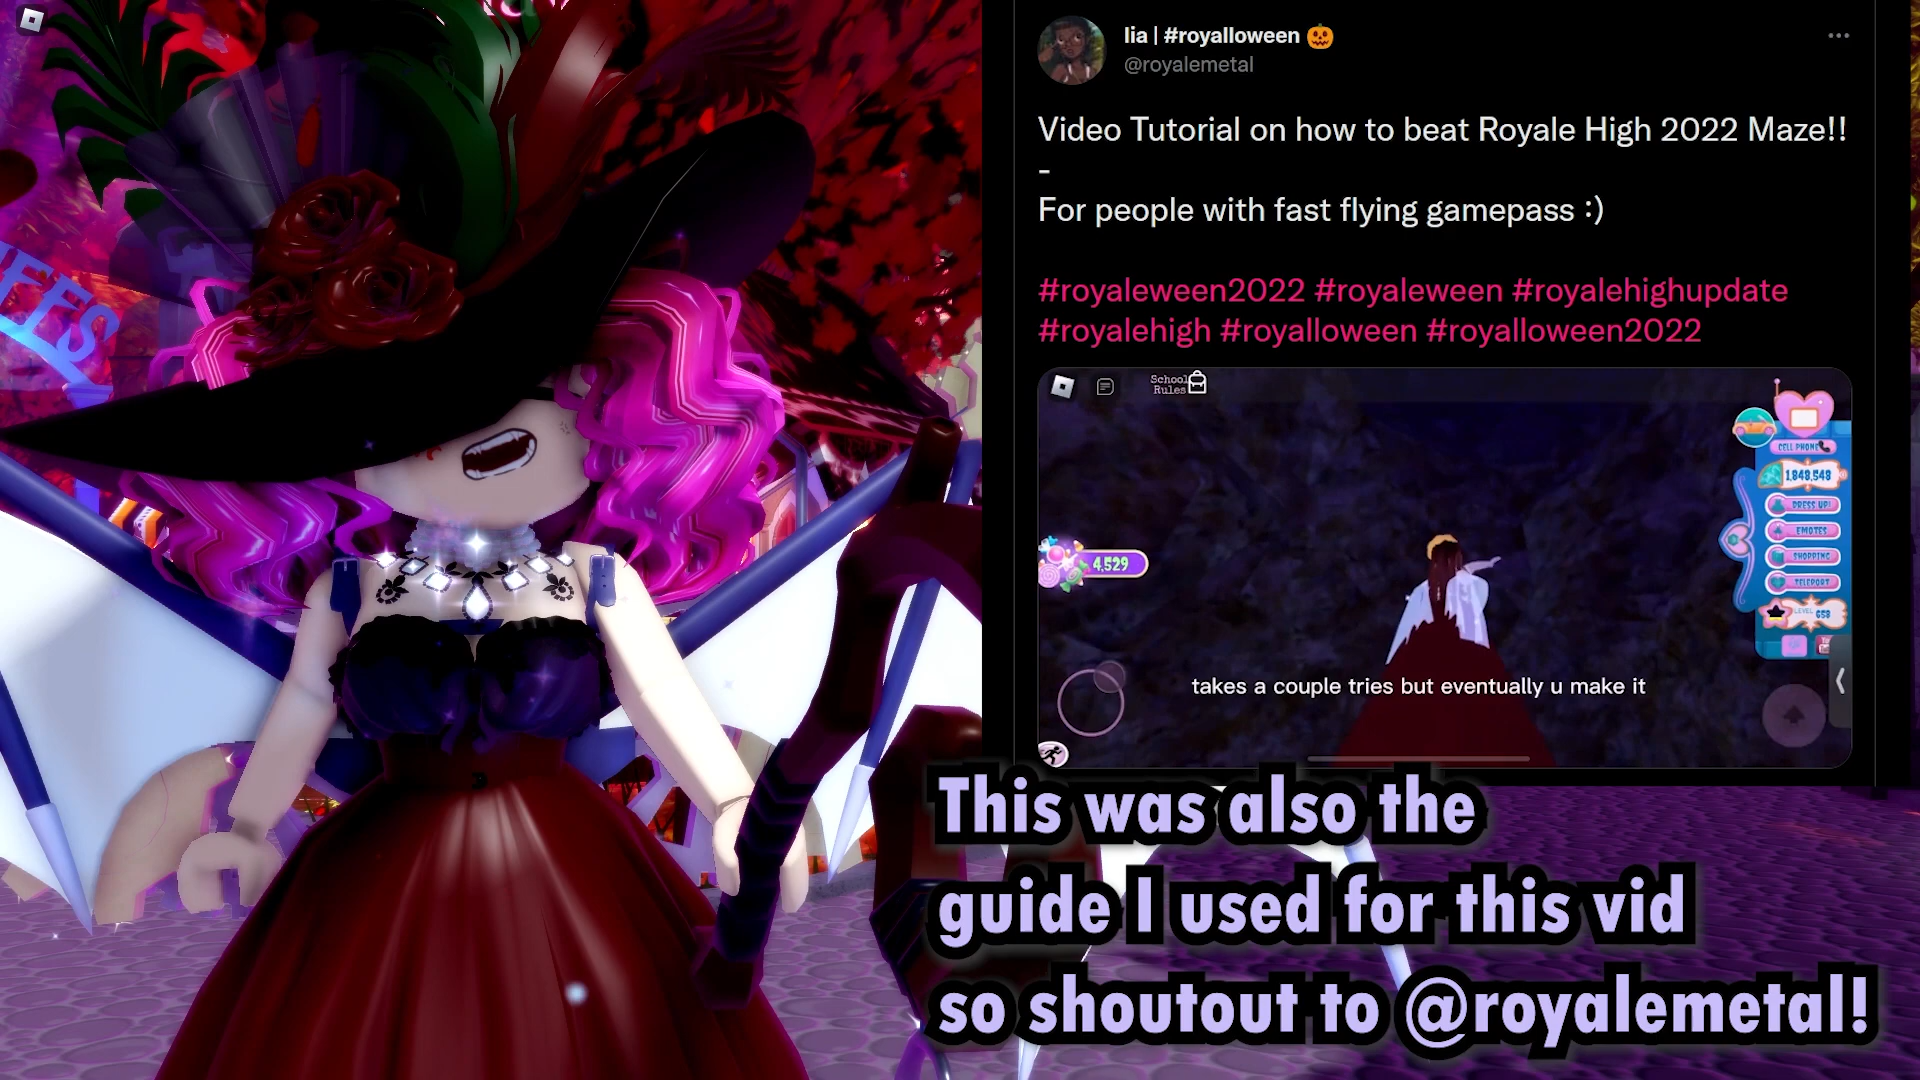 lia | #royalloween 🎃
@royalemetal
Video Tutorial on how to beat Royale High 2022 Maze!!
-
For people with fast flying gamepass :)
#royaleween2022 #royaleween #royalehighupdate
#royalehigh #royalloween #royalloween2022
School
Rules
CELL PHONE
1,848,548
DRESS UP!
EMOTES
SHOPPING
TELEPORT
LEVEL 658
4,529
takes a couple tries but eventually u make it
This was also the
guide I used for this vid
so shoutout to @royalemetal!